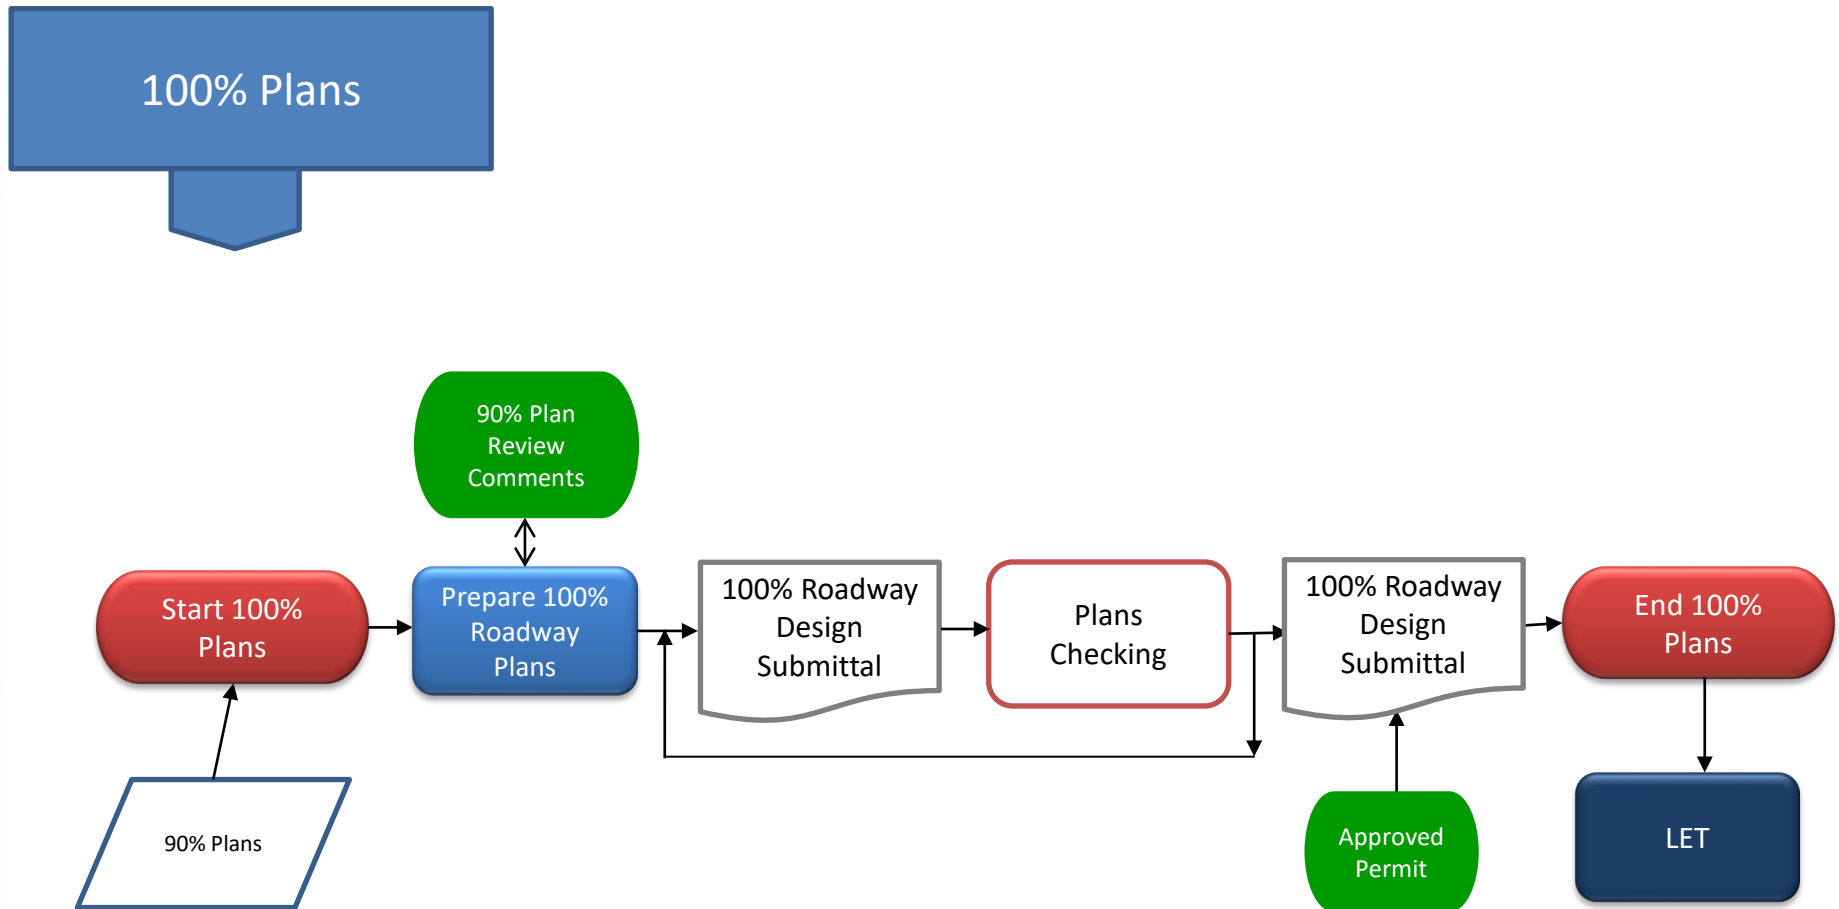 100% Plans
90% Plan
Review
Comments
Start 100%
Plans
Prepare 100%
Roadway
Plans
100% Roadway
Design
Submittal
Plans
Checking
100% Roadway
Design
Submittal
End 100%
Plans
90% Plans
Approved
Permit
LET